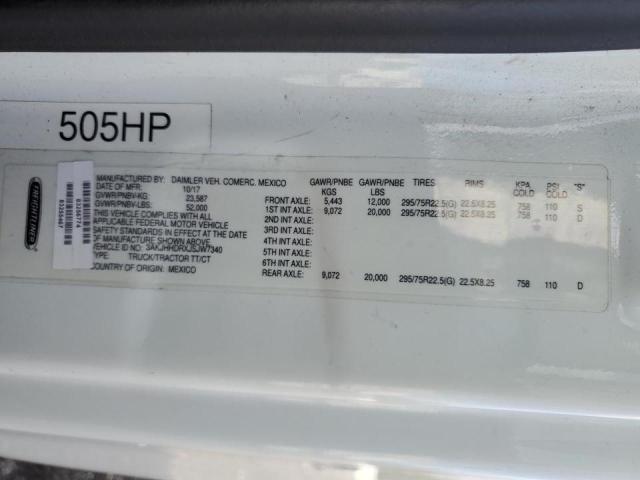 505HP
FREIGHTLINER
MANUFACTURED BY: DAIMLER VEH. COMERC. MEXICO
DATE OF MFR: 10/17
GVWR/PNBV-KG: 23,587
GVWR/PNBV-LBS: 52,000
THIS VEHICLE COMPLIES WITH ALL
APPLICABLE FEDERAL MOTOR VEHICLE
SAFETY STANDARDS IN EFFECT ON DATE
OF MANUFACTURE SHOWN ABOVE.
VEHICLE ID
TYPE: TRUCK/TRACTOR TT/CT
COUNTRY OF ORIGIN: MEXICO
GAWR/PNBE KGS GAWR/PNBE LBS TIRES RIMS KPA COLD PSI COLD "S"
FRONT AXLE: 5,443 12,000 295/75R22.5(G) 22.5X8.25 758 110 S
1ST INT AXLE: 9,072 20,000 295/75R22.5(G) 22.5X8.25 758 110 D
2ND INT AXLE:
3RD INT AXLE:
4TH INT AXLE:
5TH INT AXLE:
6TH INT AXLE:
REAR AXLE: 9,072 20,000 295/75R22.5(G) 22.5X8.25 758 110 D